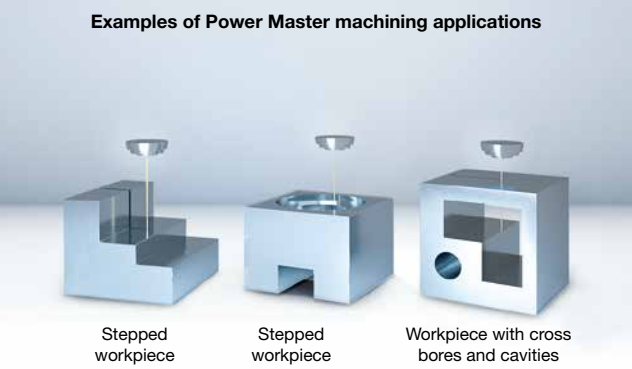 Examples of Power Master machining applications
Stepped
workpiece
Stepped
workpiece
Workpiece with cross
bores and cavities